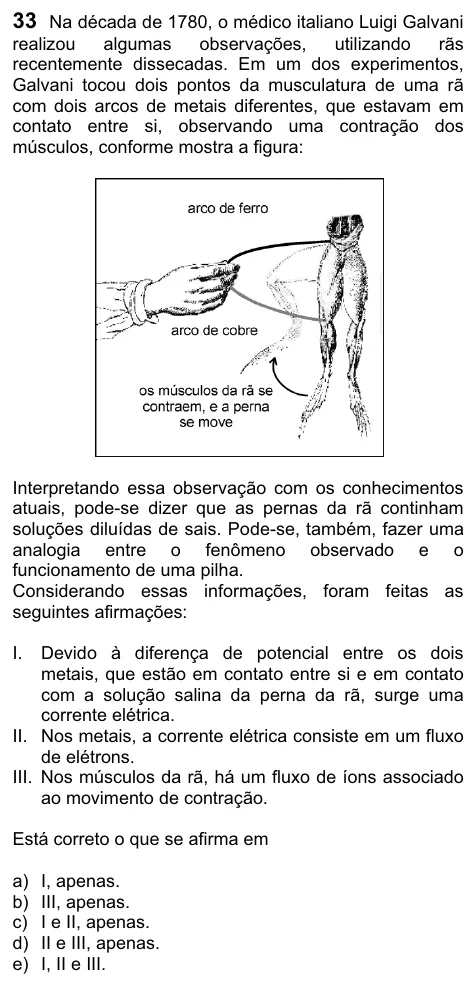 33 Na década de 1780, o médico italiano Luigi Galvani
realizou algumas observações, utilizando rãs
recentemente dissecadas. Em um dos experimentos,
Galvani tocou dois pontos da musculatura de uma rã
com dois arcos de metais diferentes, que estavam em
contato entre si, observando uma contração dos
músculos, conforme mostra a figura:
arco de ferro
arco de cobre
os músculos da rã se
contraem, e a perna
se move
Interpretando essa observação com os conhecimentos
atuais, pode-se dizer que as pernas da rã continham
soluções diluídas de sais. Pode-se, também, fazer uma
analogia entre o fenômeno observado e o
funcionamento de uma pilha.
Considerando essas informações, foram feitas as
seguintes afirmações:
I. Devido à diferença de potencial entre os dois
metais, que estão em contato entre si e em contato
com a solução salina da perna da rã, surge uma
corrente elétrica.
II. Nos metais, a corrente elétrica consiste em um fluxo
de elétrons.
III. Nos músculos da rã, há um fluxo de íons associado
ao movimento de contração.
Está correto o que se afirma em
a) I, apenas.
b) III, apenas.
c) I e II, apenas.
d) II e III, apenas.
e) I, II e III.